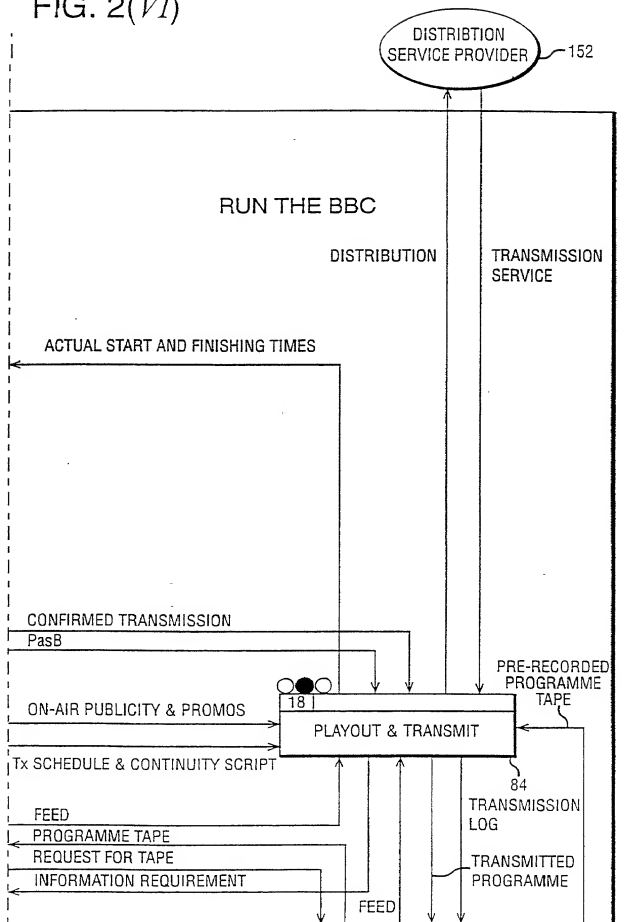 FIG. 2(VI)
DISTRIBTION
SERVICE PROVIDER
152
RUN THE BBC
DISTRIBUTION
TRANSMISSION
SERVICE
ACTUAL START AND FINISHING TIMES
CONFIRMED TRANSMISSION
PasB
PRE-RECORDED
PROGRAMME
TAPE
18
ON-AIR PUBLICITY & PROMOS
PLAYOUT & TRANSMIT
Tx SCHEDULE & CONTINUITY SCRIPT
84
FEED
TRANSMISSION
LOG
PROGRAMME TAPE
REQUEST FOR TAPE
TRANSMITTED
PROGRAMME
INFORMATION REQUIREMENT
FEED